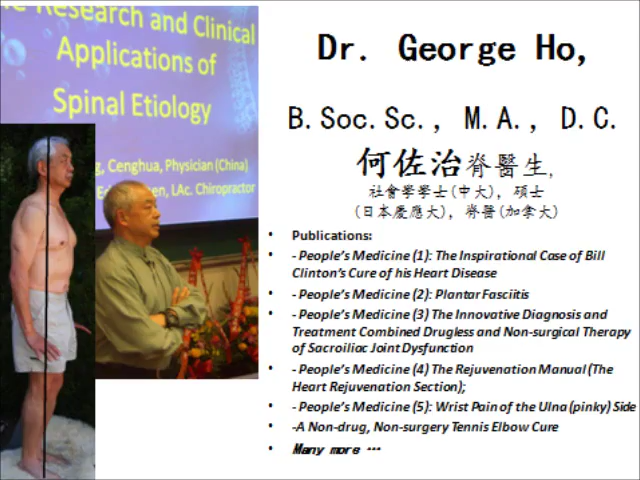 Research and Clinical
Applications of
Spinal Etiology
Cenghua, Physician (China)
LAc. Chiropractor
Dr. George Ho,
B.Soc.Sc., M.A., D.C.
何佐治脊醫生,
社會學學士(中大), 碩士
(日本慶應大), 脊醫(加拿大)
• Publications:
• - People's Medicine (1): The Inspirational Case of Bill
Clinton's Cure of his Heart Disease
• - People's Medicine (2): Plantar Fasciitis
• - People's Medicine (3) The Innovative Diagnosis and
Treatment Combined Drugless and Non-surgical Therapy
of Sacroiliac Joint Dysfunction
• - People's Medicine (4) The Rejuvenation Manual (The
Heart Rejuvenation Section);
• - People's Medicine (5): Wrist Pain of the Ulna (pinky) Side
• -A Non-drug, Non-surgery Tennis Elbow Cure
• Many more …